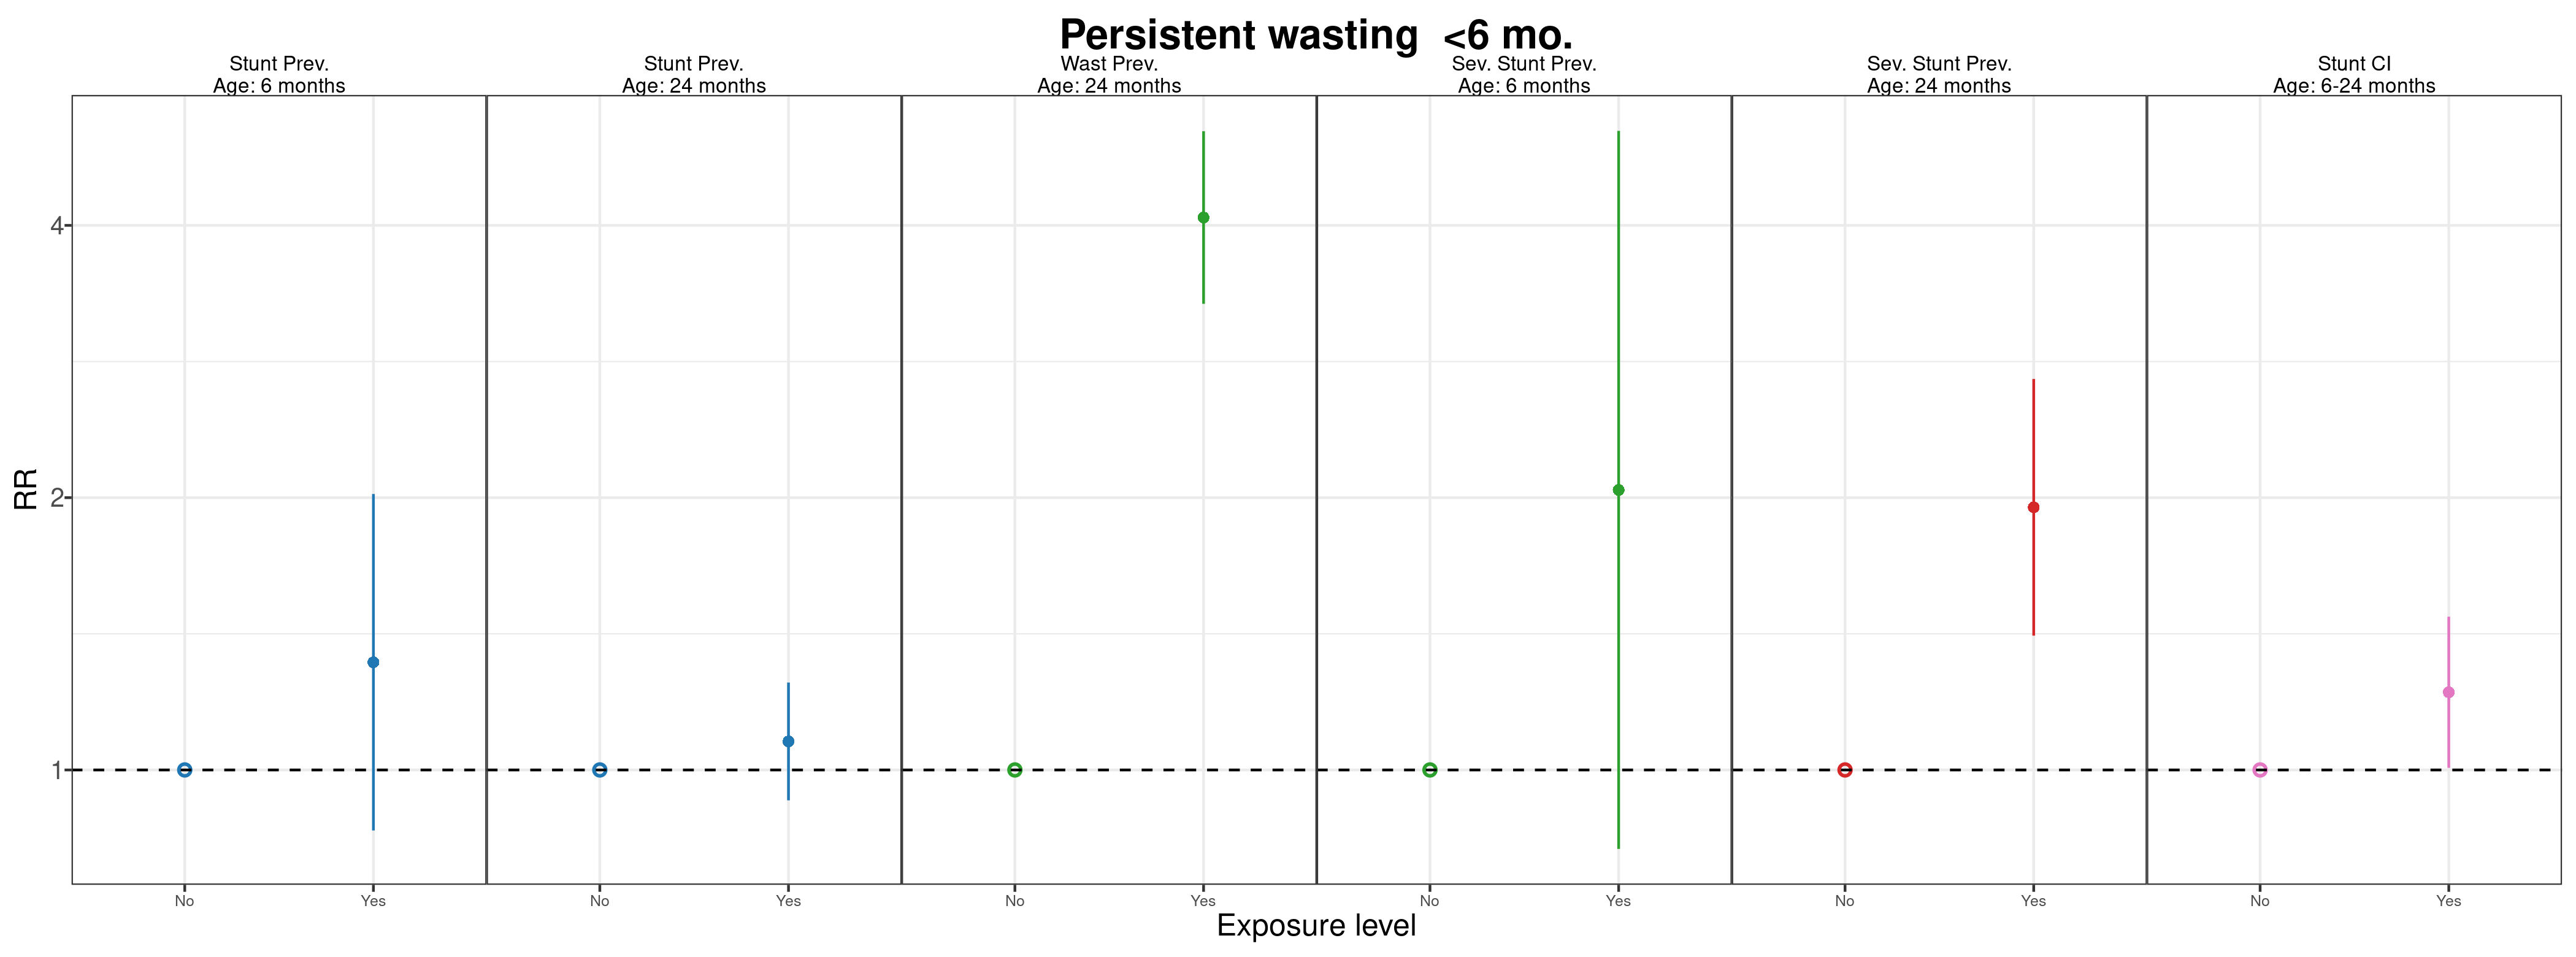 Persistent wasting <6 mo.
Stunt Prev.
Age: 6 months
Stunt Prev.
Age: 24 months
Wast Prev.
Age: 24 months
Sev. Stunt Prev.
Age: 6 months
Sev. Stunt Prev.
Age: 24 months
Stunt CI
Age: 6-24 months
4
2
1
RR
No Yes No Yes No Yes No Yes No Yes No Yes
Exposure level